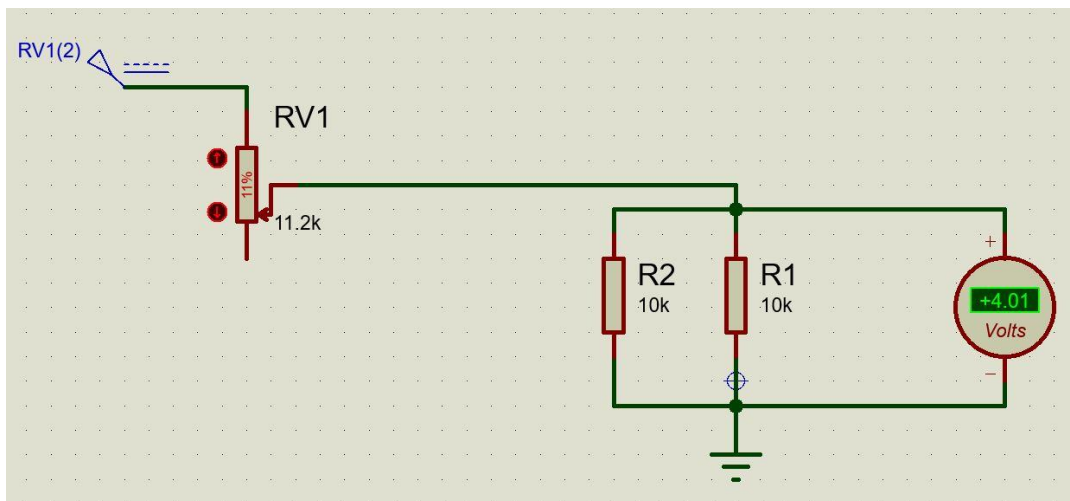 RV1(2)
RV1
11%
11.2k
R2
10k
R1
10k
+
+4.01
Volts
−